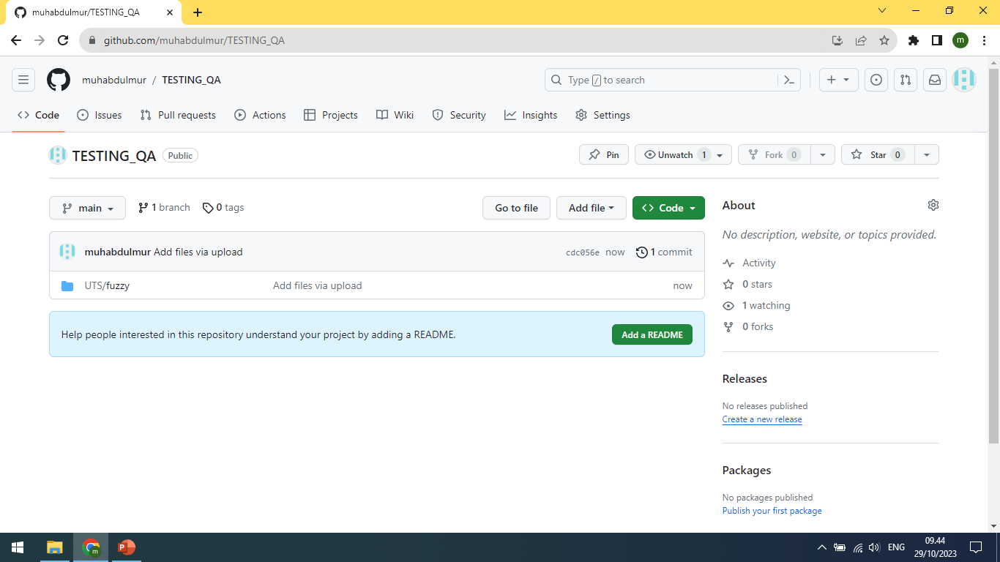 muhabdulmur/TESTING_QA
github.com/muhabdulmur/TESTING_QA
m
muhabdulmur / TESTING_QA
Type / to search
Code Issues Pull requests Actions Projects Wiki Security Insights Settings
TESTING_QA Public
Pin Unwatch 1 Fork 0 Star 0
main 1 branch 0 tags Go to file Add file Code
muhabdulmur Add files via upload cdc056e now 1 commit
UTS/fuzzy Add files via upload now
Help people interested in this repository understand your project by adding a README. Add a README
About
No description, website, or topics provided.
Activity
0 stars
1 watching
0 forks
Releases
No releases published
Create a new release
Packages
No packages published
Publish your first package
m P ENG 09.44
29/10/2023